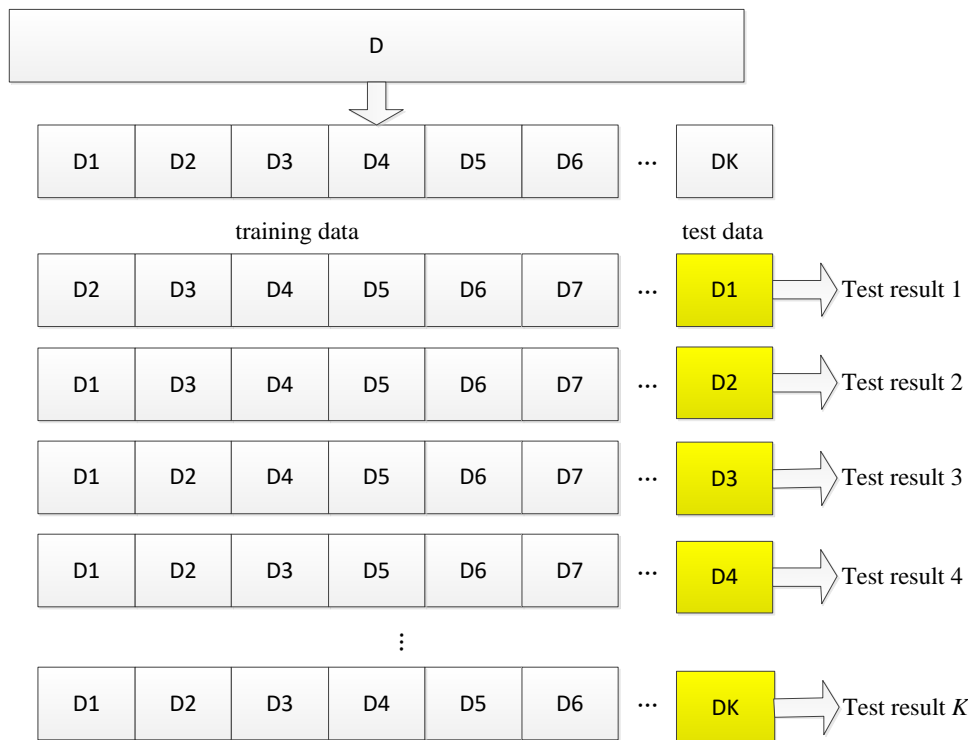 D
D1 D2 D3 D4 D5 D6 ... DK
training data test data
D2 D3 D4 D5 D6 D7 ... D1 Test result 1
D1 D3 D4 D5 D6 D7 ... D2 Test result 2
D1 D2 D4 D5 D6 D7 ... D3 Test result 3
D1 D2 D3 D5 D6 D7 ... D4 Test result 4
⋮
D1 D2 D3 D4 D5 D6 ... DK Test result K